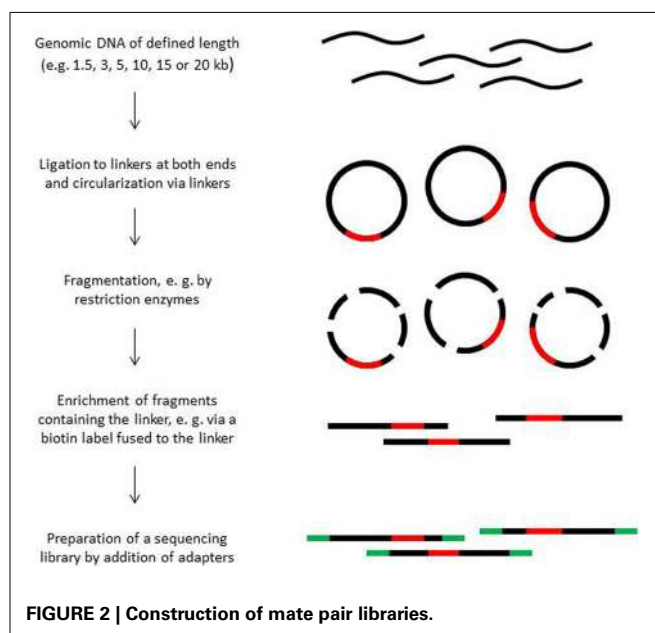 Genomic DNA of defined length
(e.g. 1.5, 3, 5, 10, 15 or 20 kb)
Ligation to linkers at both ends
and circularization via linkers
Fragmentation, e. g. by
restriction enzymes
Enrichment of fragments
containing the linker, e. g. via a
biotin label fused to the linker
Preparation of a sequencing
library by addition of adapters
FIGURE 2 | Construction of mate pair libraries.